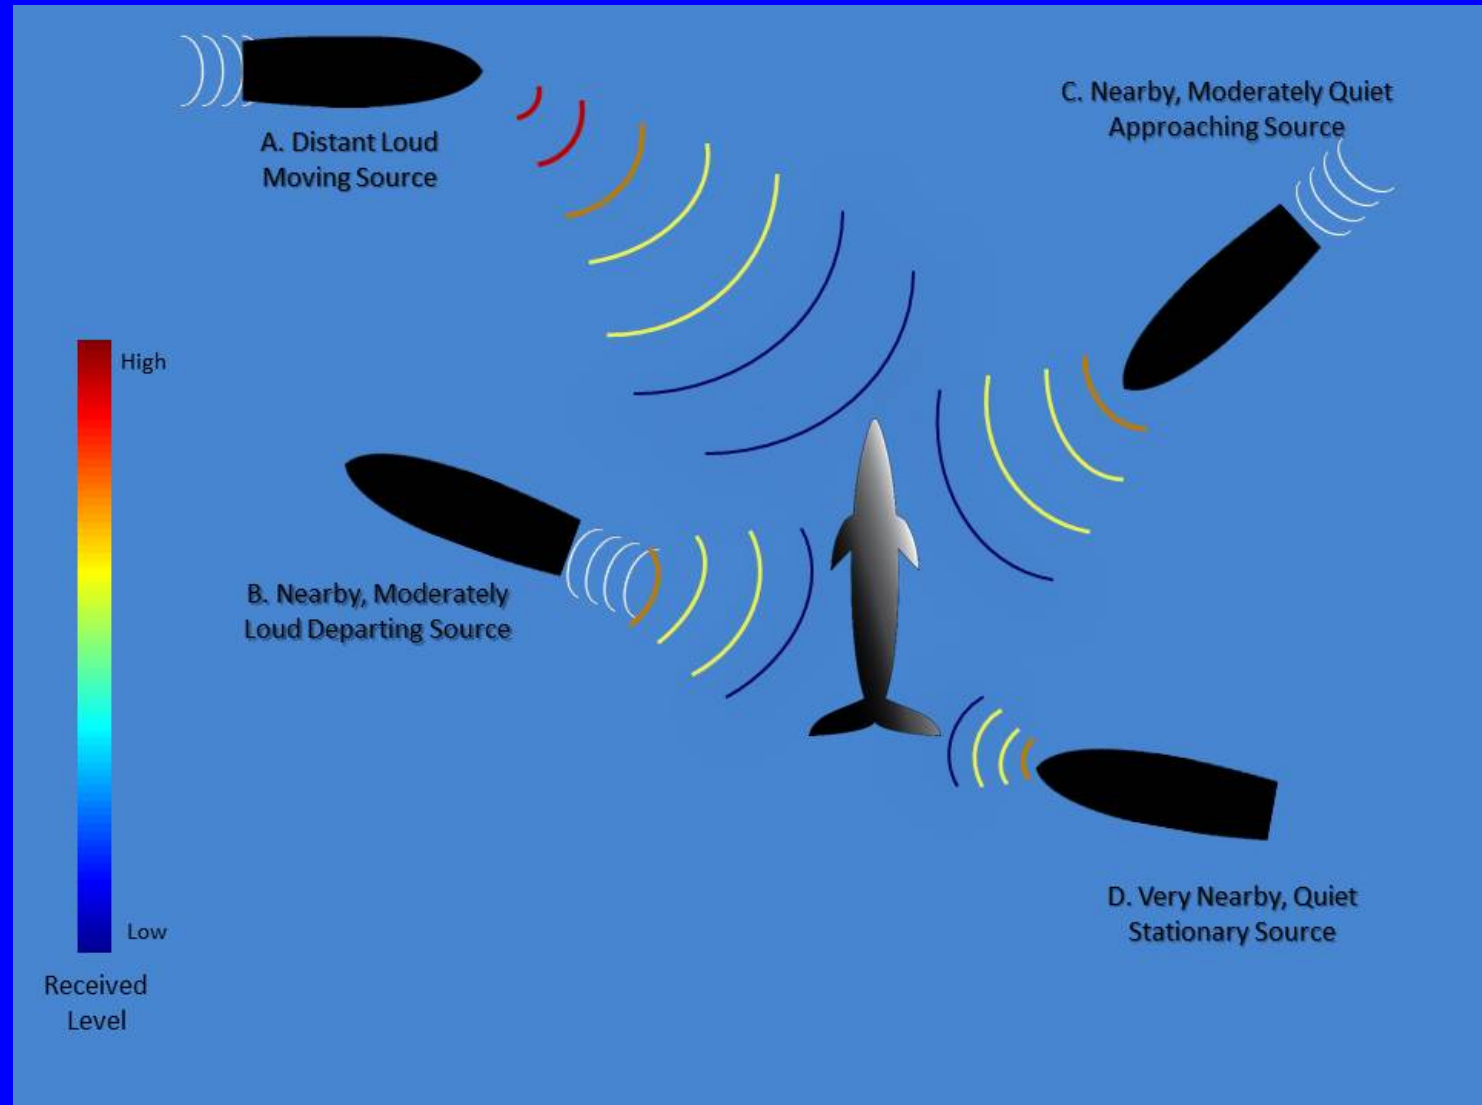 A. Distant Loud
Moving Source
C. Nearby, Moderately Quiet
Approaching Source
High
B. Nearby, Moderately
Loud Departing Source
D. Very Nearby, Quiet
Stationary Source
Low
Received
Level